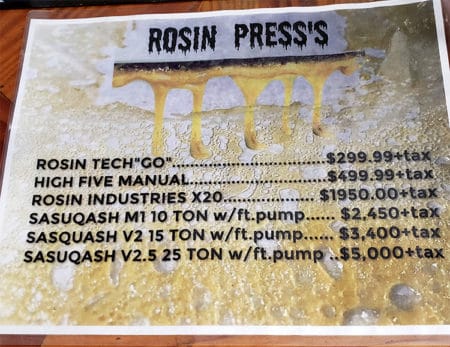 ROSIN PRESS'S
ROSIN TECH"GO"..............................$299.99+tax
HIGH FIVE MANUAL...........................$499.99+tax
ROSIN INDUSTRIES X20..................$1950.00+tax
SASUQASH M1 10 TON w/ft.pump...... $2,450+tax
SASQUASH V2 15 TON w/ft.pump...... $3,400+tax
SASUQASH V2.5 25 TON w/ft.pump ..$5,000+tax